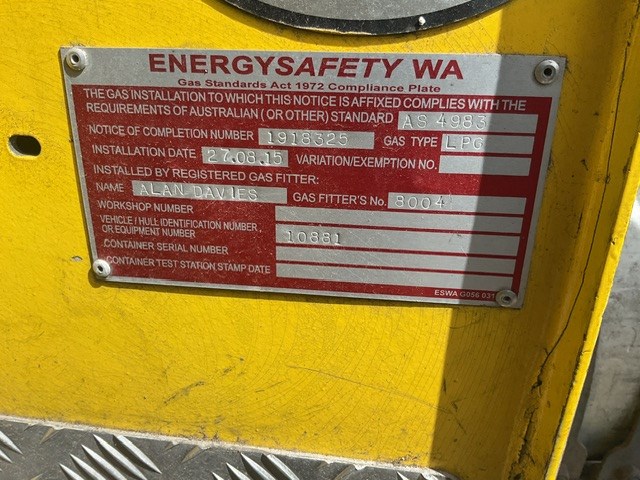 ENERGYSAFETY WA
Gas Standards Act 1972 Compliance Plate
THE GAS INSTALLATION TO WHICH THIS NOTICE IS AFFIXED COMPLIES WITH THE
REQUIREMENTS OF AUSTRALIAN ( OR OTHER) STANDARD AS 4983
NOTICE OF COMPLETION NUMBER 1918325 GAS TYPE LPG
INSTALLATION DATE 27.08.15 VARIATION/EXEMPTION NO.
INSTALLED BY REGISTERED GAS FITTER:
NAME ALAN DAVIES GAS FITTER'S No. 8004
WORKSHOP NUMBER
VEHICLE / HULL IDENTIFICATION NUMBER,
OR EQUIPMENT NUMBER 10881
CONTAINER SERIAL NUMBER
CONTAINER TEST STATION STAMP DATE
ESWA G056 031